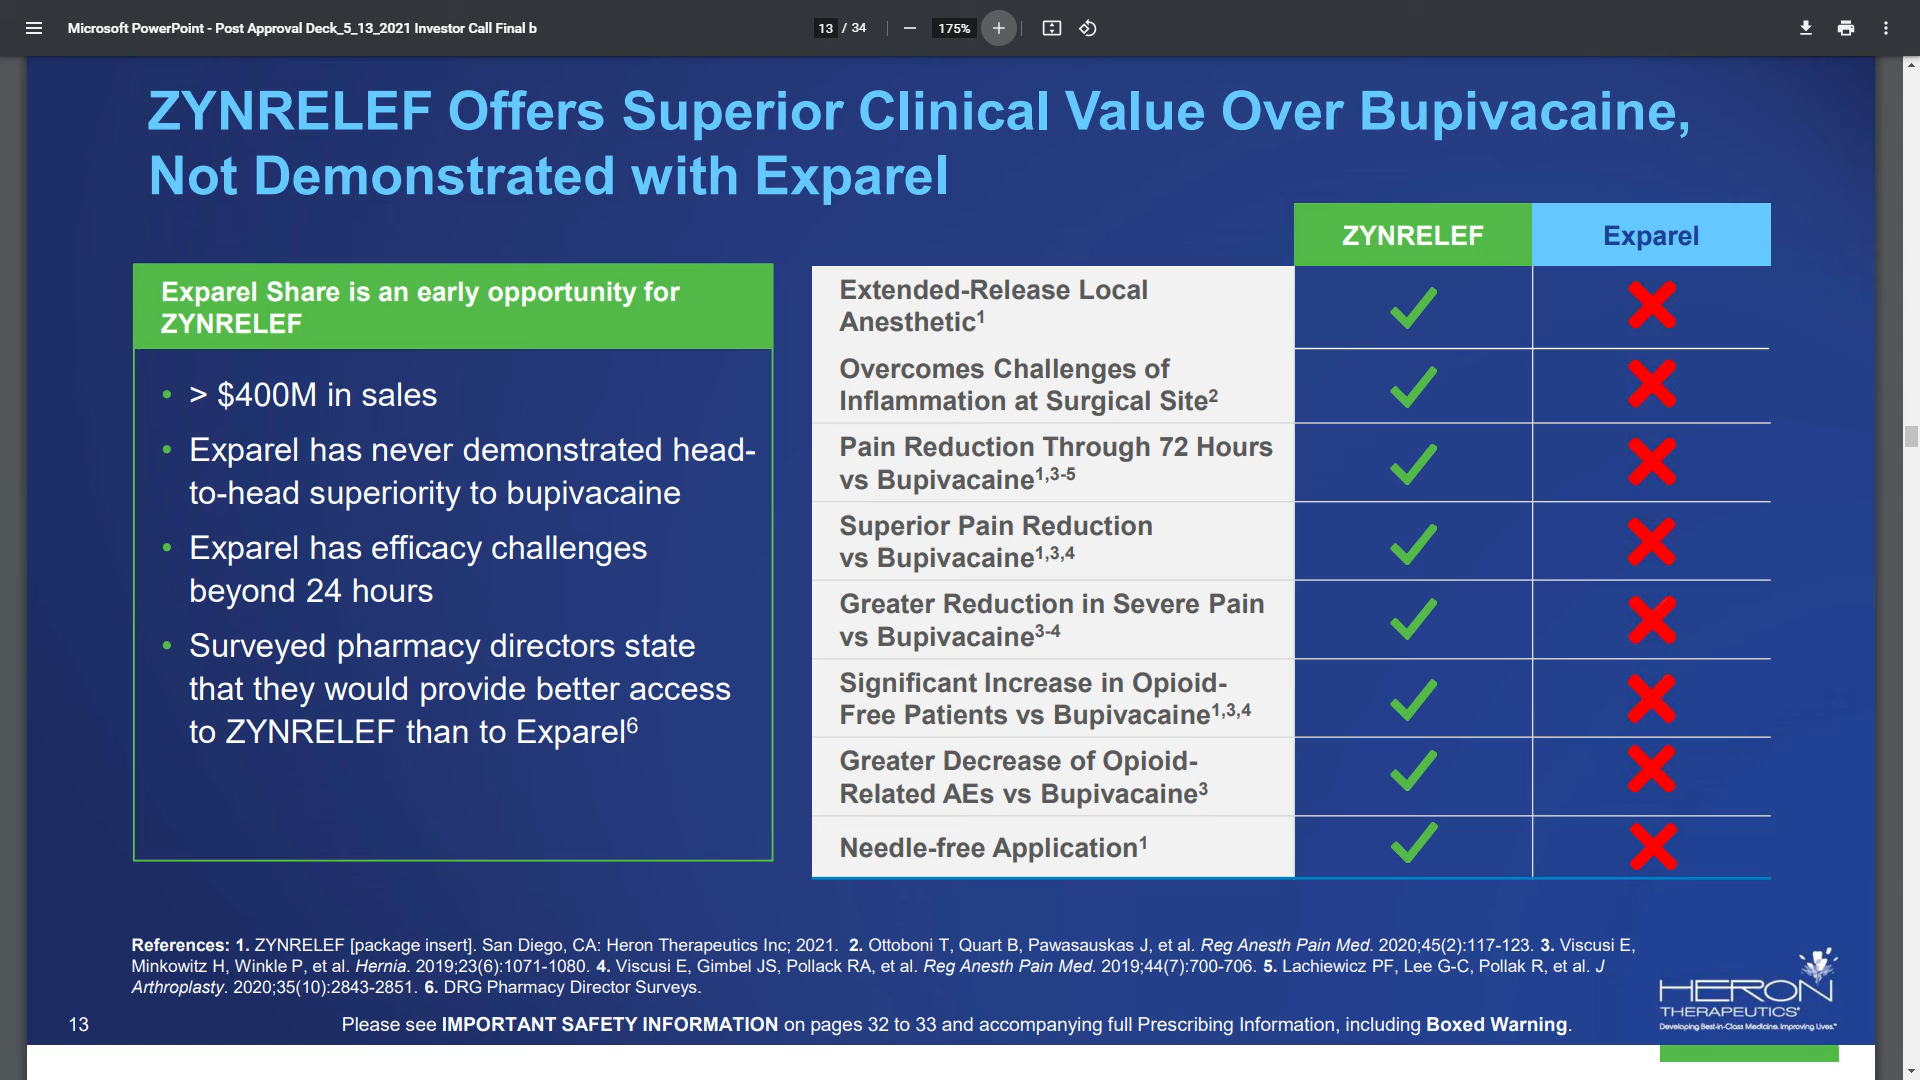 Microsoft PowerPoint - Post Approval Deck_5_13_2021 Investor Call Final b
13 / 34
175%
ZYNRELEF Offers Superior Clinical Value Over Bupivacaine,
Not Demonstrated with Exparel
Exparel Share is an early opportunity for
ZYNRELEF
• > $400M in sales
• Exparel has never demonstrated head-
to-head superiority to bupivacaine
• Exparel has efficacy challenges
beyond 24 hours
• Surveyed pharmacy directors state
that they would provide better access
to ZYNRELEF than to Exparel6
ZYNRELEF Exparel
Extended-Release Local
Anesthetic1
Overcomes Challenges of
Inflammation at Surgical Site2
Pain Reduction Through 72 Hours
vs Bupivacaine1,3-5
Superior Pain Reduction
vs Bupivacaine1,3,4
Greater Reduction in Severe Pain
vs Bupivacaine3-4
Significant Increase in Opioid-
Free Patients vs Bupivacaine1,3,4
Greater Decrease of Opioid-
Related AEs vs Bupivacaine3
Needle-free Application1
References: 1. ZYNRELEF [package insert]. San Diego, CA: Heron Therapeutics Inc; 2021. 2. Ottoboni T, Quart B, Pawasauskas J, et al. Reg Anesth Pain Med. 2020;45(2):117-123. 3. Viscusi E,
Minkowitz H, Winkle P, et al. Hernia. 2019;23(6):1071-1080. 4. Viscusi E, Gimbel JS, Pollack RA, et al. Reg Anesth Pain Med. 2019;44(7):700-706. 5. Lachiewicz PF, Lee G-C, Pollak R, et al. J
Arthroplasty. 2020;35(10):2843-2851. 6. DRG Pharmacy Director Surveys.
13
Please see IMPORTANT SAFETY INFORMATION on pages 32 to 33 and accompanying full Prescribing Information, including Boxed Warning.
HERON
THERAPEUTICS
Developing Best-in-Class Medicine. Improving Lives.™